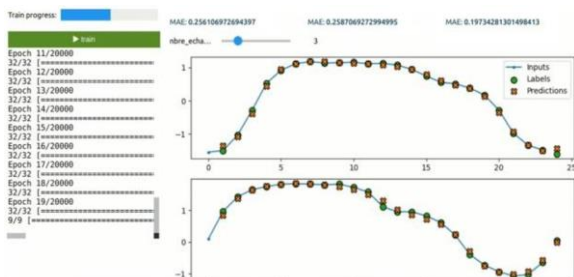 Train progress:
MAE: 0.256106972694397
MAE: 0.2587069272994995
MAE: 0.19734281301498413
train
nbre_echa...
3
Epoch 11/20000
32/32 [==================
Epoch 12/20000
32/32 [==================
Epoch 13/20000
32/32 [==================
Epoch 14/20000
32/32 [==================
Epoch 15/20000
32/32 [==================
Epoch 16/20000
32/32 [==================
Epoch 17/20000
32/32 [==================
Epoch 18/20000
32/32 [==================
Epoch 19/20000
32/32 [==================
9/9 [====================
1
0
−1
Inputs
Labels
Predictions
0
5
10
15
20
25
1
0
−1